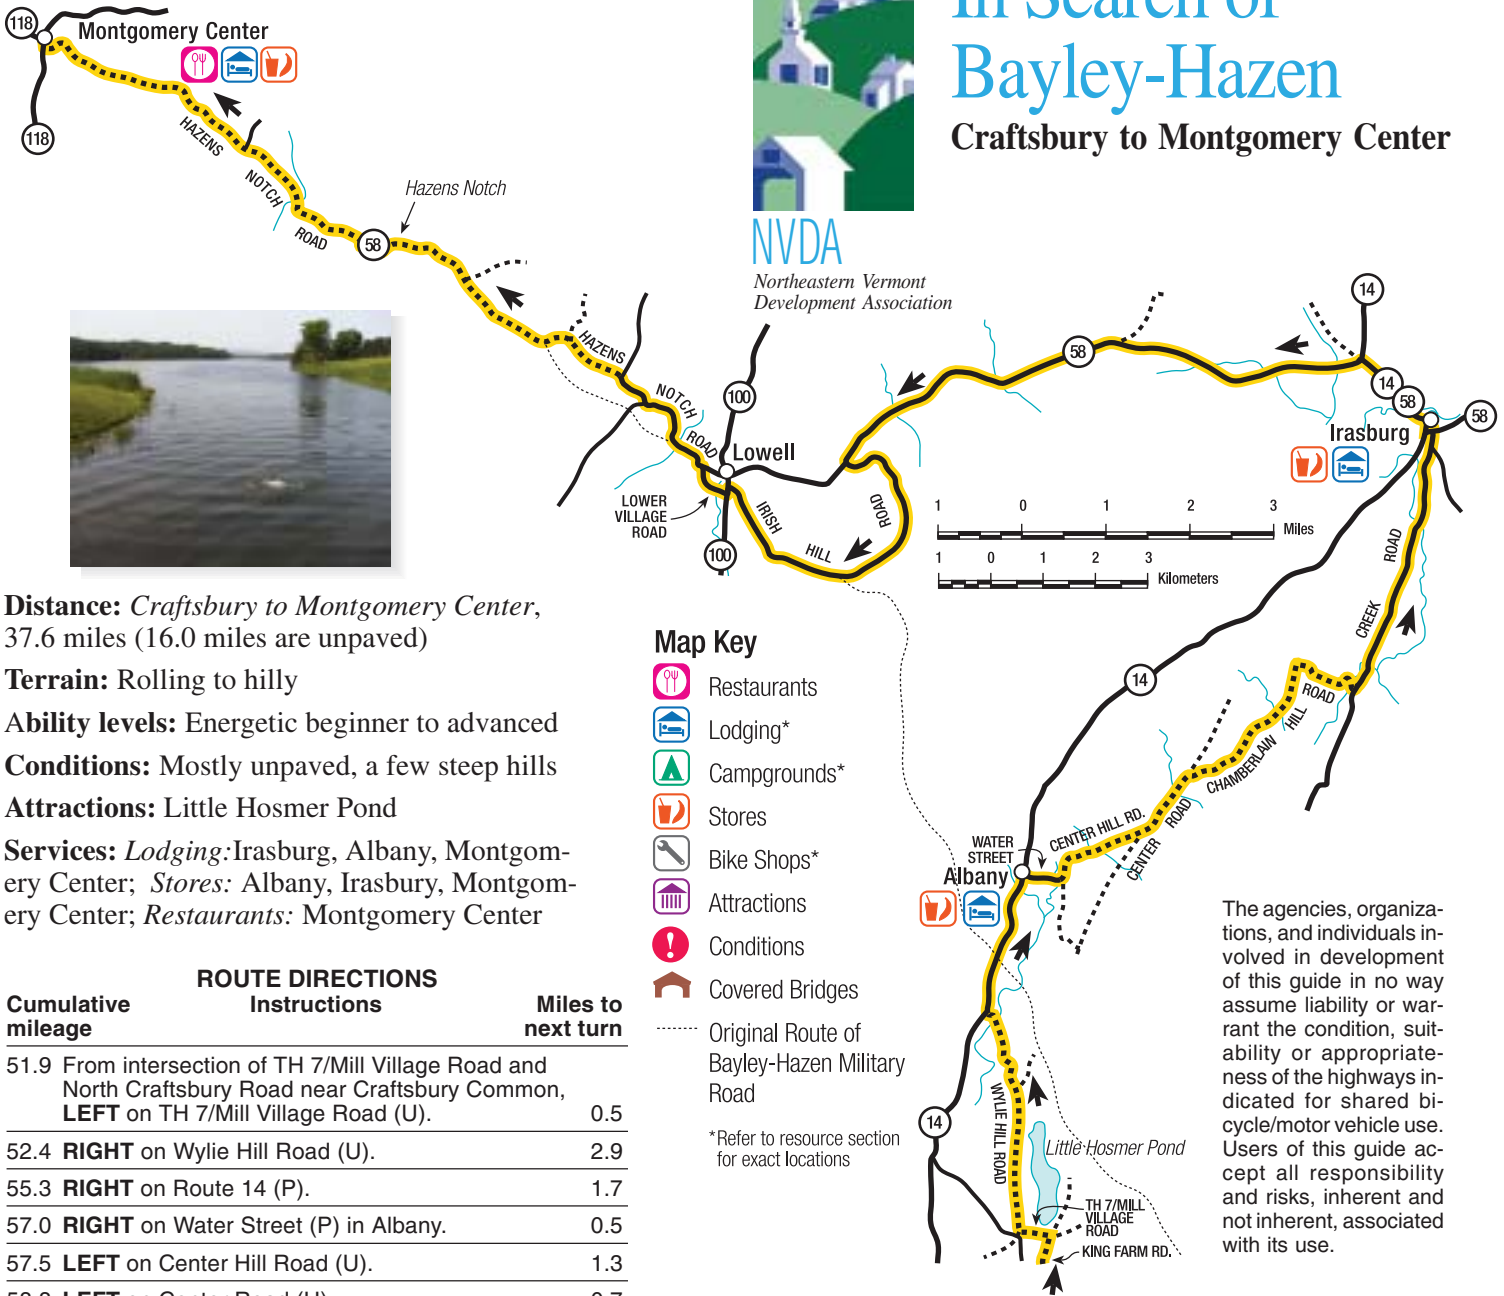 In Search of
Bayley-Hazen
Craftsbury to Montgomery Center
NVDA
Northeastern Vermont
Development Association
118
Montgomery Center
118
HAZENS
NOTCH
ROAD
Hazens Notch
58
HAZENS
NOTCH
ROAD
100
Lowell
LOWER
VILLAGE
ROAD
100
IRISH
HILL
ROAD
58
14
14
58
58
Irasburg
1 0 1 2 3
Miles
1 0 1 2 3
Kilometers
ROAD
CREEK
14
ROAD
HILL
CHAMBERLAIN
ROAD
CENTER
CENTER HILL RD.
WATER
STREET
Albany
14
WYLIE HILL ROAD
Little Hosmer Pond
TH 7/MILL
VILLAGE
ROAD
KING FARM RD.
Distance: Craftsbury to Montgomery Center,
37.6 miles (16.0 miles are unpaved)
Terrain: Rolling to hilly
Ability levels: Energetic beginner to advanced
Conditions: Mostly unpaved, a few steep hills
Attractions: Little Hosmer Pond
Services: Lodging:Irasburg, Albany, Montgom-
ery Center; Stores: Albany, Irasbury, Montgom-
ery Center; Restaurants: Montgomery Center
Map Key
Restaurants
Lodging*
Campgrounds*
Stores
Bike Shops*
Attractions
Conditions
Covered Bridges
Original Route of
Bayley-Hazen Military
Road
*Refer to resource section
for exact locations
ROUTE DIRECTIONS
Cumulative Instructions Miles to
mileage next turn
51.9 From intersection of TH 7/Mill Village Road and
North Craftsbury Road near Craftsbury Common,
LEFT on TH 7/Mill Village Road (U). 0.5
52.4 RIGHT on Wylie Hill Road (U). 2.9
55.3 RIGHT on Route 14 (P). 1.7
57.0 RIGHT on Water Street (P) in Albany. 0.5
57.5 LEFT on Center Hill Road (U). 1.3
58.8 LEFT on Center Road (U). 0.7
The agencies, organiza-
tions, and individuals in-
volved in development
of this guide in no way
assume liability or war-
rant the condition, suit-
ability or appropriate-
ness of the highways in-
dicated for shared bi-
cycle/motor vehicle use.
Users of this guide ac-
cept all responsibility
and risks, inherent and
not inherent, associated
with its use.